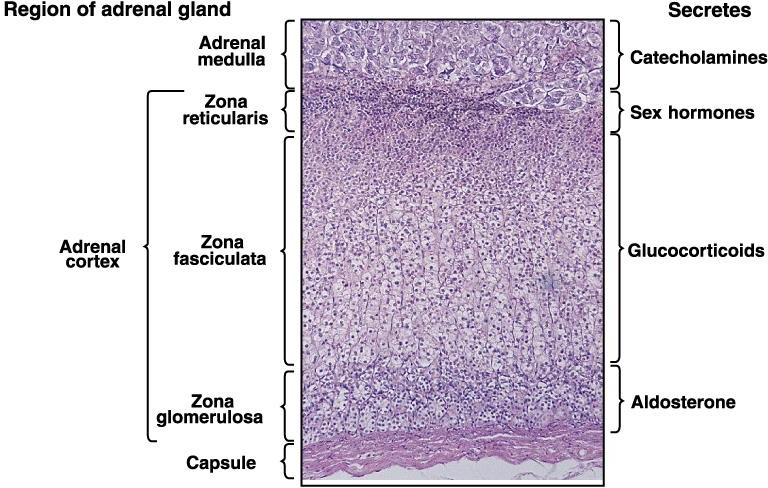 Region of adrenal gland
Secretes
Adrenal
medulla
Catecholamines
Zona
reticularis
Sex hormones
Adrenal
cortex
Zona
fasciculata
Glucocorticoids
Zona
glomerulosa
Aldosterone
Capsule